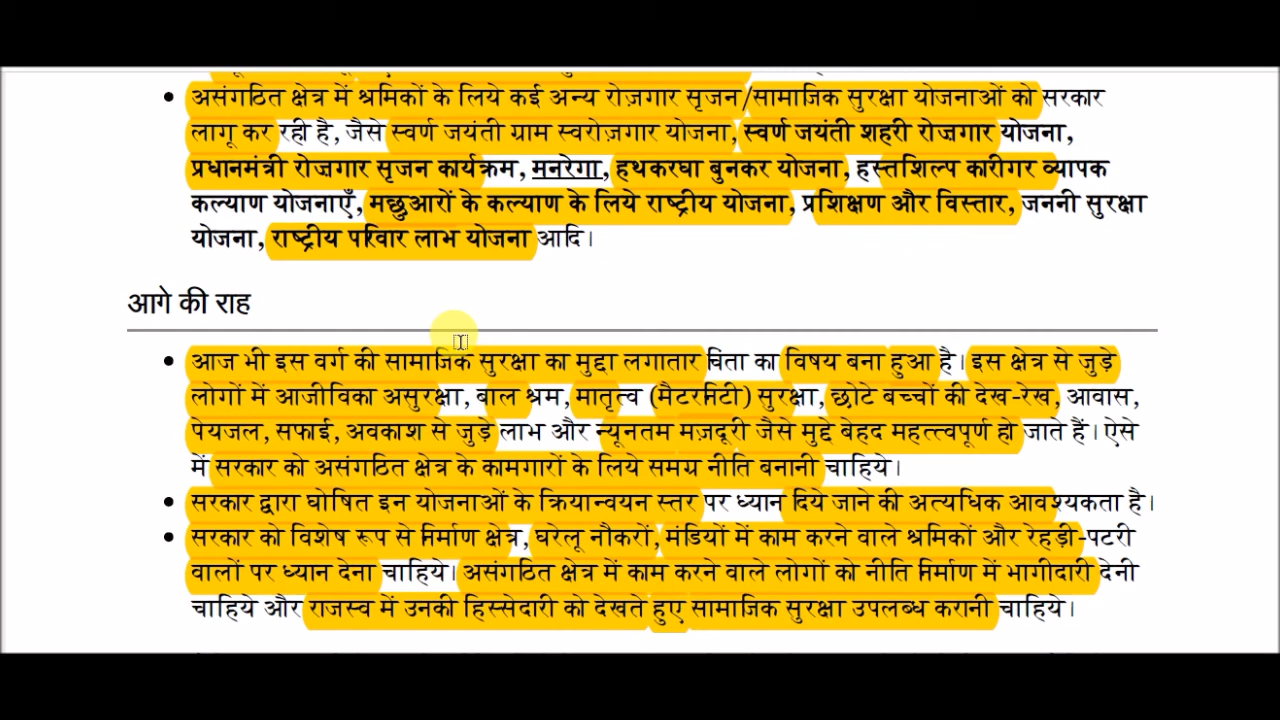 • असंगठित क्षेत्र में श्रमिकों के लिये कई अन्य रोज़गार सृजन/सामाजिक सुरक्षा योजनाओं को सरकार
लागू कर रही है, जैसे स्वर्ण जयंती ग्राम स्वरोज़गार योजना, स्वर्ण जयंती शहरी रोज़गार योजना,
प्रधानमंत्री रोज़गार सृजन कार्यक्रम, मनरेगा, हथकरघा बुनकर योजना, हस्तशिल्प कारीगर व्यापक
कल्याण योजनाएँ, मछुआरों के कल्याण के लिये राष्ट्रीय योजना, प्रशिक्षण और विस्तार, जननी सुरक्षा
योजना, राष्ट्रीय परिवार लाभ योजना आदि।
आगे की राह
• आज भी इस वर्ग की सामाजिक सुरक्षा का मुद्दा लगातार चिंता का विषय बना हुआ है। इस क्षेत्र से जुड़े
लोगों में आजीविका असुरक्षा, बाल श्रम, मातृत्व (मैटरनिटी) सुरक्षा, छोटे बच्चों की देख-रेख, आवास,
पेयजल, सफाई, अवकाश से जुड़े लाभ और न्यूनतम मज़दूरी जैसे मुद्दे बेहद महत्त्वपूर्ण हो जाते हैं। ऐसे
में सरकार को असंगठित क्षेत्र के कामगारों के लिये समग्र नीति बनानी चाहिये।
• सरकार द्वारा घोषित इन योजनाओं के क्रियान्वयन स्तर पर ध्यान दिये जाने की अत्यधिक आवश्यकता है।
• सरकार को विशेष रूप से निर्माण क्षेत्र, घरेलू नौकरों, मंडियों में काम करने वाले श्रमिकों और रेहड़ी-पटरी
वालों पर ध्यान देना चाहिये। असंगठित क्षेत्र में काम करने वाले लोगों को नीति निर्माण में भागीदारी देनी
चाहिये और राजस्व में उनकी हिस्सेदारी को देखते हुए सामाजिक सुरक्षा उपलब्ध करानी चाहिये।